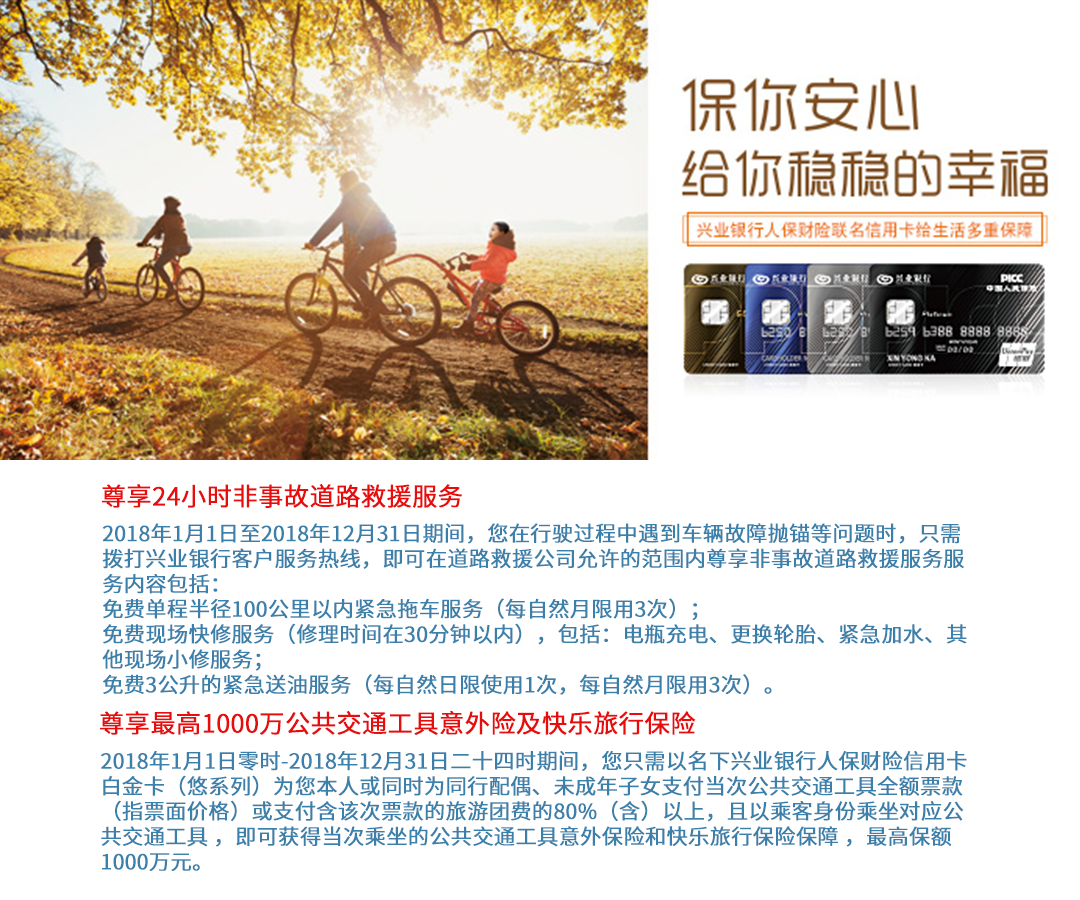 保你安心
给你稳稳的幸福
兴业银行人保财险联名信用卡给生活多重保障
兴业银行 兴业银行 兴业银行 兴业银行 PICC
中国人民保险
Platinum
6259 6388 8888 8888
00/00
XIN YONG KA
UnionPay
银联
CARDHOLDER
CARDHOLDER
尊享24小时非事故道路救援服务
2018年1月1日至2018年12月31日期间，您在行驶过程中遇到车辆故障抛锚等问题时，只需
拨打兴业银行客户服务热线，即可在道路救援公司允许的范围内尊享非事故道路救援服务服
务内容包括：
免费单程半径100公里以内紧急拖车服务（每自然月限用3次）；
免费现场快修服务（修理时间在30分钟以内），包括：电瓶充电、更换轮胎、紧急加水、其
他现场小修服务；
免费3公升的紧急送油服务（每自然日限使用1次，每自然月限用3次）。
尊享最高1000万公共交通工具意外险及快乐旅行保险
2018年1月1日零时-2018年12月31日二十四时期间，您只需以名下兴业银行人保财险信用卡
白金卡（悠系列）为您本人或同时为同行配偶、未成年子女支付当次公共交通工具全额票款
（指票面价格）或支付含该次票款的旅游团费的80%（含）以上，且以乘客身份乘坐对应公
共交通工具 ，即可获得当次乘坐的公共交通工具意外保险和快乐旅行保险保障 ，最高保额
1000万元。